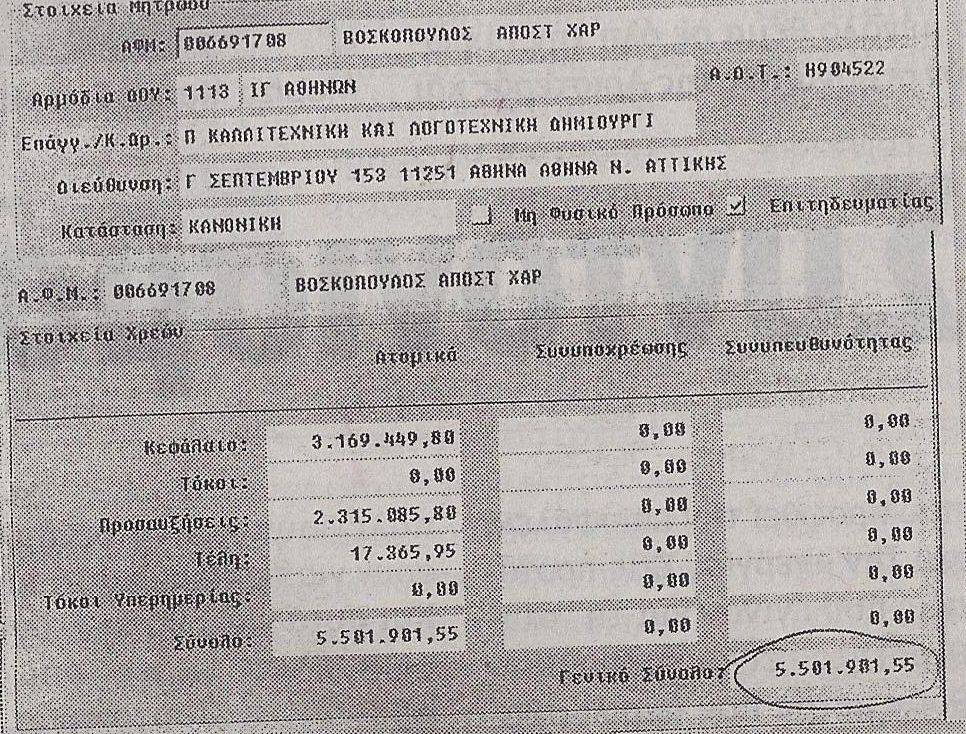 Στοιχεία Μητρώου
ΑΦΜ: 006691708 ΒΟΣΚΟΠΟΥΛΟΣ ΑΠΟΣΤ ΧΑΡ
Αρμόδια ΔΟΥ: 1113 ΙΓ ΑΘΗΝΩΝ Α.Δ.Τ.: Η904522
Επάγγ./Κ.Δρ.: Π ΚΑΛΛΙΤΕΧΝΙΚΗ ΚΑΙ ΛΟΓΟΤΕΧΝΙΚΗ ΔΗΜΙΟΥΡΓΙ
Διεύθυνση: Γ ΣΕΠΤΕΜΒΡΙΟΥ 153 11251 ΑΘΗΝΑ ΑΘΗΝΑ Ν. ΑΤΤΙΚΗΣ
Κατάσταση: ΚΑΝΟΝΙΚΗ Μη Φυσικό Πρόσωπο Επιτηδευματίας
Α.Φ.Μ.: 006691708 ΒΟΣΚΟΠΟΥΛΟΣ ΑΠΟΣΤ ΧΑΡ
Στοιχεία Χρεών
Ατομικά Συνυποχρέωσης Συνυπευθυνότητας
Κεφάλαιο: 3.169.449,80 0,00 0,00
Τόκοι: 0,00 0,00 0,00
Προσαυξήσεις: 2.315.085,80 0,00 0,00
Τέλη: 17.365,95 0,00 0,00
Τόκοι Υπερημερίας: 0,00 0,00 0,00
Σύνολο: 5.501.901,55 0,00 0,00
Γενικό Σύνολο: 5.501.901,55